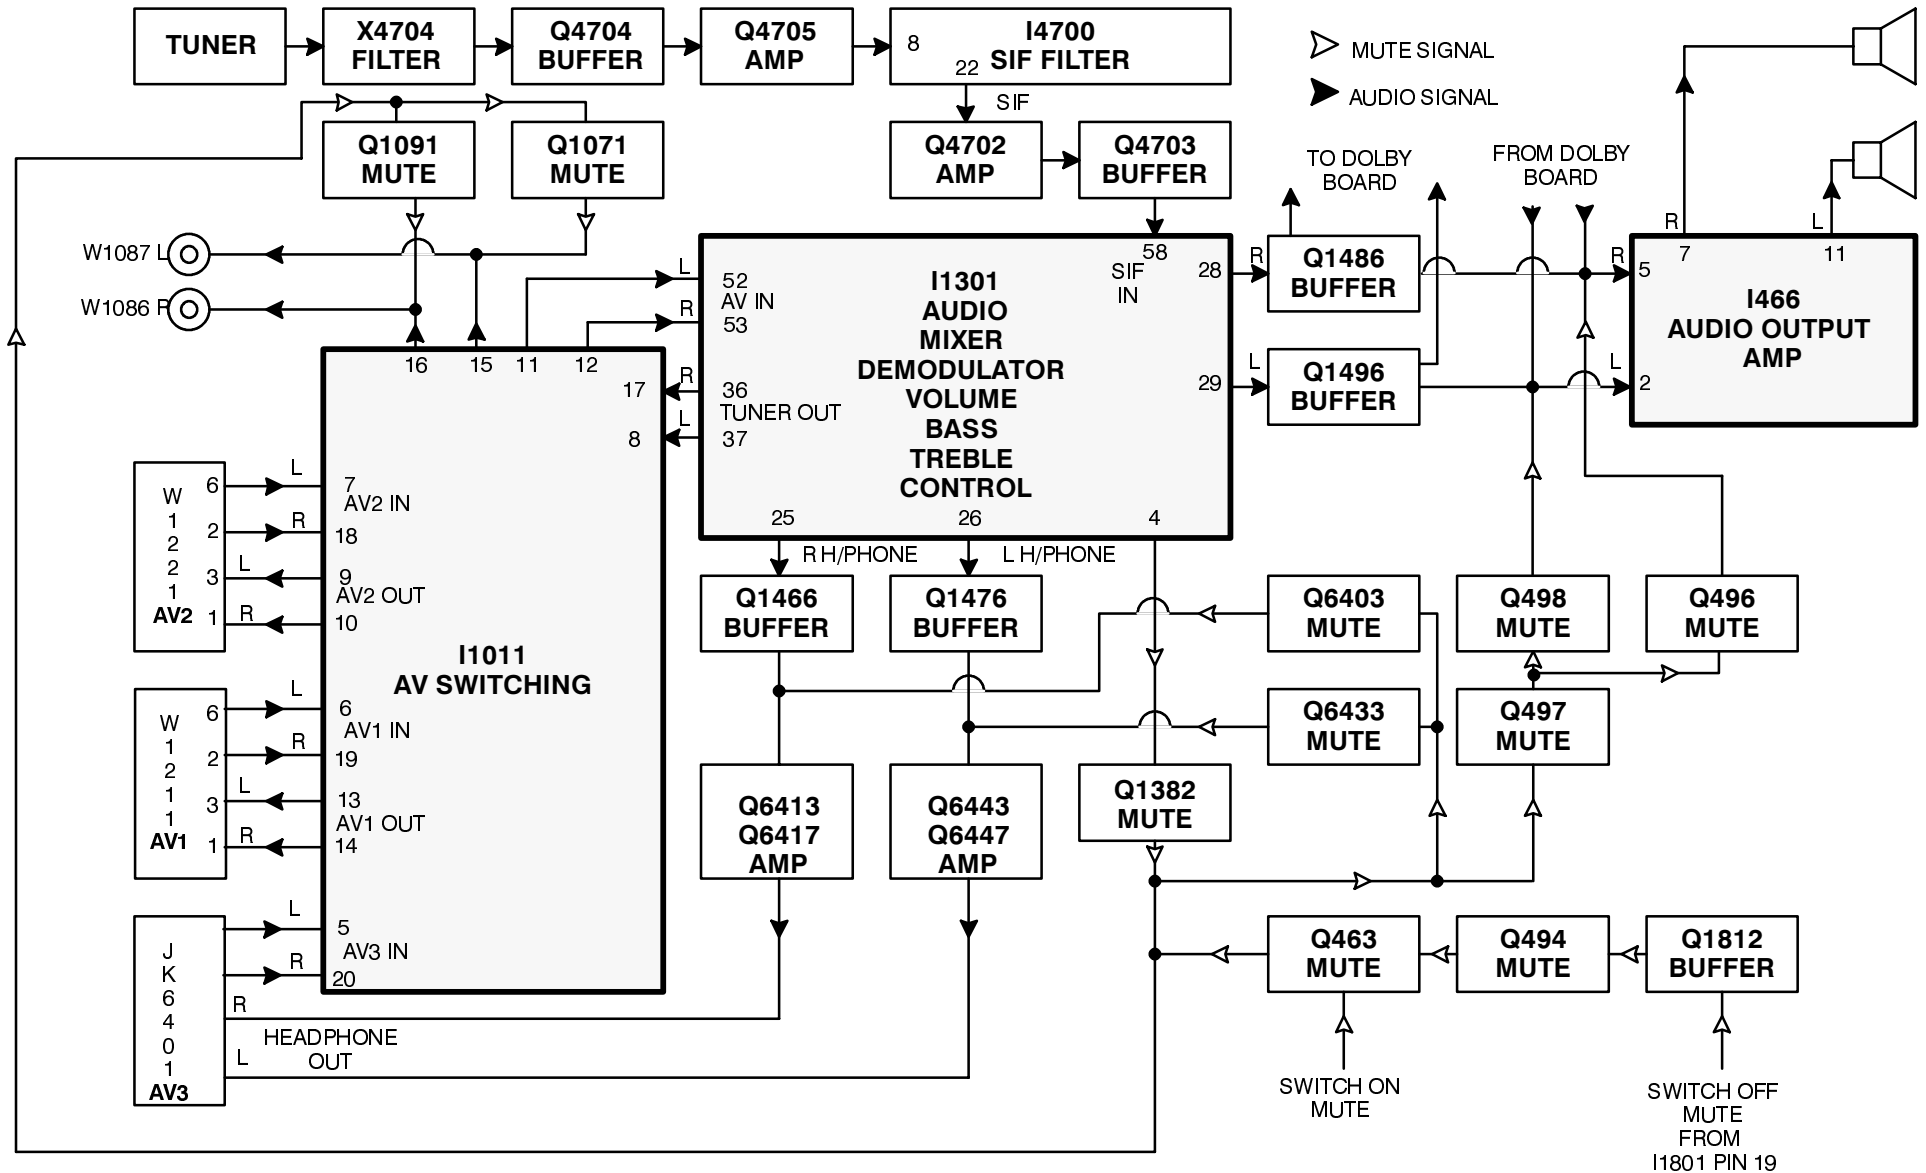 TUNER
X4704
FILTER
Q4704
BUFFER
Q4705
AMP
8
I4700
22 SIF FILTER
MUTE SIGNAL
AUDIO SIGNAL
SIF
Q1091
MUTE
Q1071
MUTE
Q4702
AMP
Q4703
BUFFER
TO DOLBY
BOARD
FROM DOLBY
BOARD
W1087 L
W1086 R
R
7
L
11
16
15
11
12
L
R
R
L
17
8
52
AV IN
53
36
TUNER OUT
37
58
SIF
IN
28
29
I1301
AUDIO
MIXER
DEMODULATOR
VOLUME
BASS
TREBLE
CONTROL
25
26
4
R
L
Q1486
BUFFER
Q1496
BUFFER
R
5
L
2
I466
AUDIO OUTPUT
AMP
W
1
2
2
1
AV2
6
2
3
1
L
R
L
R
7
AV2 IN
18
9
AV2 OUT
10
I1011
AV SWITCHING
W
1
2
1
1
AV1
6
2
3
1
L
R
L
R
6
AV1 IN
19
13
AV1 OUT
14
J
K
6
4
0
1
AV3
L
R
R
L
5
AV3 IN
20
HEADPHONE
OUT
R H/PHONE
L H/PHONE
Q1466
BUFFER
Q1476
BUFFER
Q6403
MUTE
Q498
MUTE
Q496
MUTE
Q6433
MUTE
Q497
MUTE
Q6413
Q6417
AMP
Q6443
Q6447
AMP
Q1382
MUTE
Q463
MUTE
Q494
MUTE
Q1812
BUFFER
SWITCH ON
MUTE
SWITCH OFF
MUTE
FROM
I1801 PIN 19